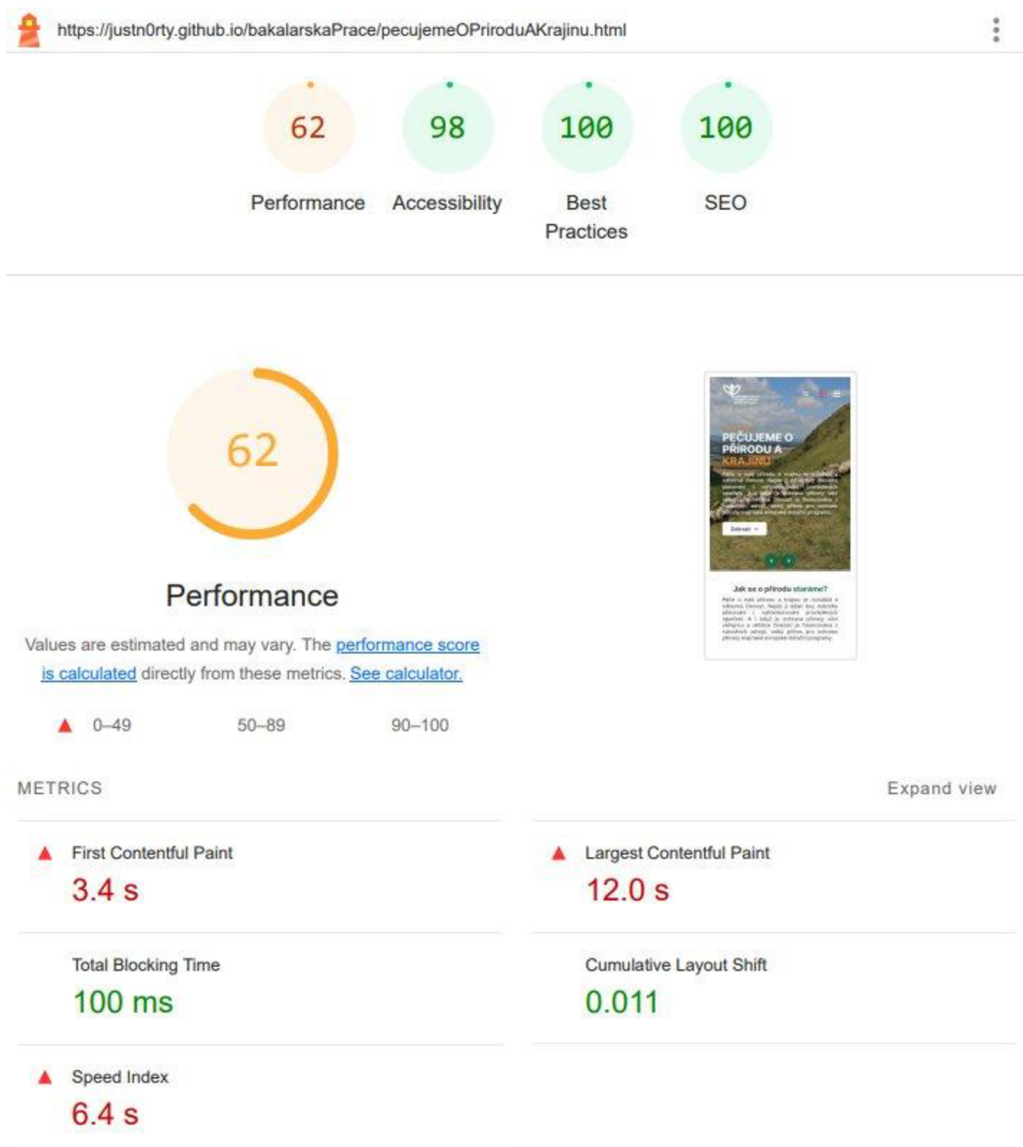 https://justn0rty.github.io/bakalarskaPrace/pecujemeOPriroduAKrajinu.html
62
98
100
100
Performance
Accessibility
Best
Practices
SEO
62
Performance
Values are estimated and may vary. The performance score
is calculated directly from these metrics. See calculator.
0–49
50–89
90–100
PEČUJEME O
PŘÍRODU A
KRAJINU
Zobrazit
Jak se o přírodu staráme?
METRICS
Expand view
First Contentful Paint
3.4 s
Largest Contentful Paint
12.0 s
Total Blocking Time
100 ms
Cumulative Layout Shift
0.011
Speed Index
6.4 s